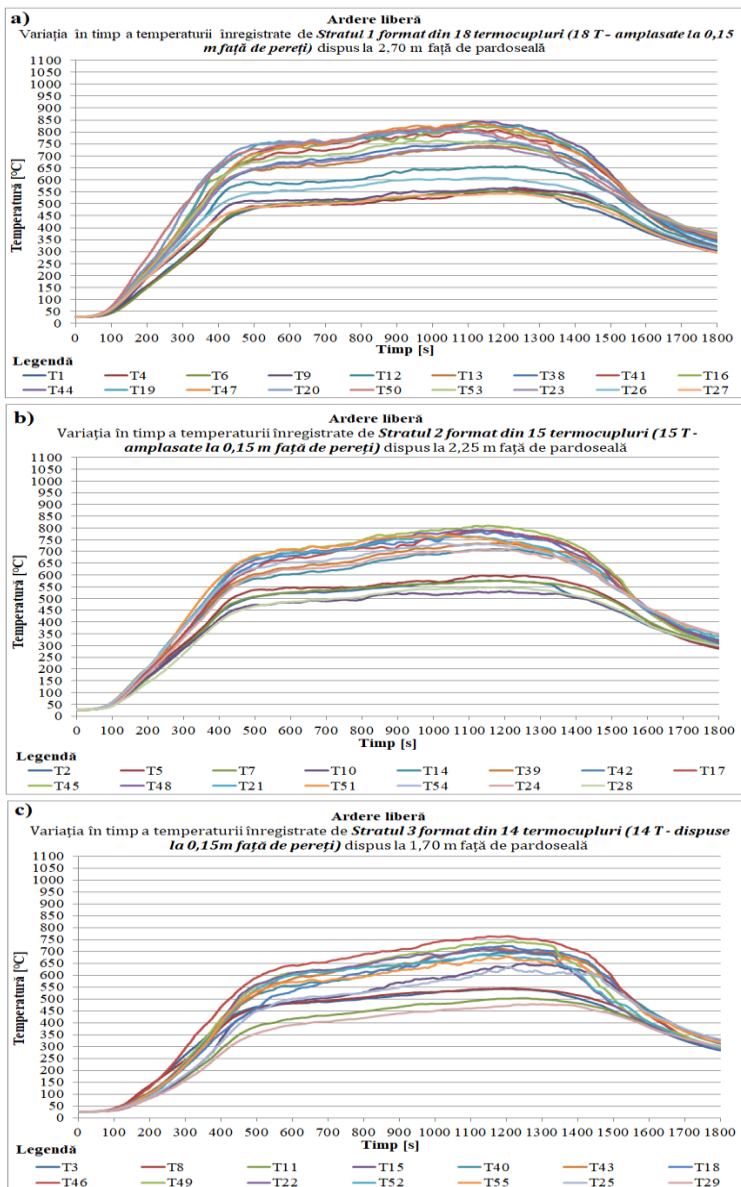 a)
Ardere liberă
Variația în timp a temperaturii înregistrate de Stratul 1 format din 18 termocupluri (18 T - amplasate la 0,15
m față de pereți) dispus la 2,70 m față de pardoseală
Temperatură [⁰C]
1100
1050
1000
950
900
850
800
750
700
650
600
550
500
450
400
350
300
250
200
150
100
50
0
0 100 200 300 400 500 600 700 800 900 1000 1100 1200 1300 1400 1500 1600 1700 1800
Timp [s]
Legendă
T1 T4 T6 T9 T12 T13 T38 T41 T16
T44 T19 T47 T20 T50 T53 T23 T26 T27
b)
Ardere liberă
Variația în timp a temperaturii înregistrate de Stratul 2 format din 15 termocupluri (15 T -
amplasate la 0,15 m față de pereți) dispus la 2,25 m față de pardoseală
Temperatură [⁰C]
1100
1050
1000
950
900
850
800
750
700
650
600
550
500
450
400
350
300
250
200
150
100
50
0
0 100 200 300 400 500 600 700 800 900 1000 1100 1200 1300 1400 1500 1600 1700 1800
Timp [s]
Legendă
T2 T5 T7 T10 T14 T39 T42 T17
T45 T48 T21 T51 T54 T24 T28
c)
Ardere liberă
Variația în timp a temperaturii înregistrate de Stratul 3 format din 14 termocupluri (14 T - dispuse
la 0,15m față de pereți) dispus la 1,70 m față de pardoseală
Temperatură [⁰C]
1100
1050
1000
950
900
850
800
750
700
650
600
550
500
450
400
350
300
250
200
150
100
50
0
0 100 200 300 400 500 600 700 800 900 1000 1100 1200 1300 1400 1500 1600 1700 1800
Timp [s]
Legendă
T3 T8 T11 T15 T40 T43 T18
T46 T49 T22 T52 T55 T25 T29